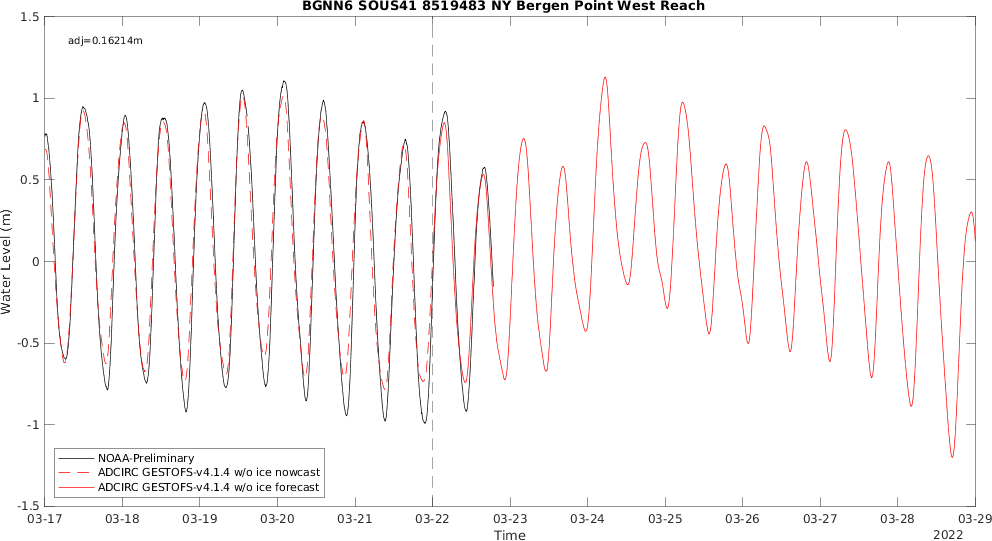 BGNN6 SOUS41 8519483 NY Bergen Point West Reach
adj=0.16214m
1.5
1
0.5
0
-0.5
-1
-1.5
Water Level (m)
NOAA-Preliminary
ADCIRC GESTOFS-v4.1.4 w/o ice nowcast
ADCIRC GESTOFS-v4.1.4 w/o ice forecast
03-17 03-18 03-19 03-20 03-21 03-22 03-23 03-24 03-25 03-26 03-27 03-28 03-29
Time
2022